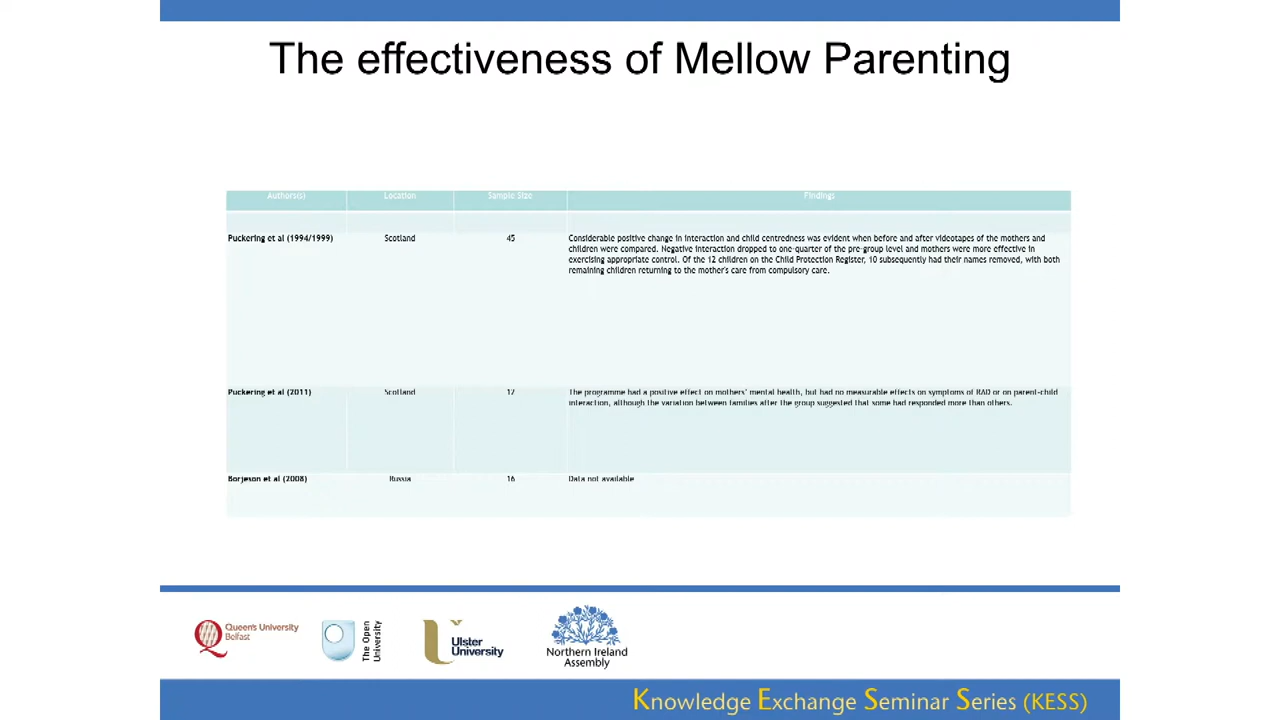 The effectiveness of Mellow Parenting
Authors(s) Location Sample Size Findings
Puckering et al (1994/1999) Scotland 45 Considerable positive change in interaction and child centredness was evident when before and after videotapes of the mothers and
children were compared. Negative interaction dropped to one-quarter of the pre-group level and mothers were more effective in
exercising appropriate control. Of the 12 children on the Child Protection Register, 10 subsequently had their names removed, with both
remaining children returning to the mother's care from compulsory care.
Puckering et al (2011) Scotland 12 The programme had a positive effect on mothers' mental health, but had no measurable effects on symptoms of RAD or on parent-child
interaction, although the variation between families after the group suggested that some had responded more than others.
Borjeson et al (2008) Russia 16 Data not available
Queen's University
Belfast
The Open
University
Ulster
University
Northern Ireland
Assembly
Knowledge Exchange Seminar Series (KESS)